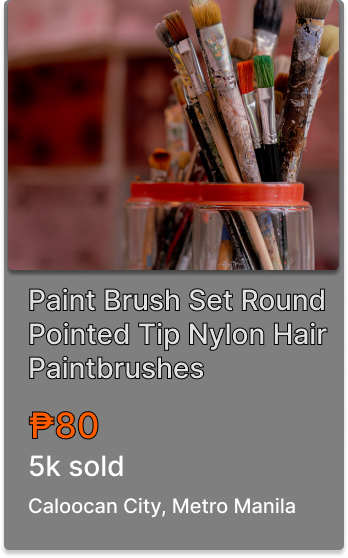 Paint Brush Set Round
Pointed Tip Nylon Hair
Paintbrushes
₱80
5k sold
Caloocan City, Metro Manila